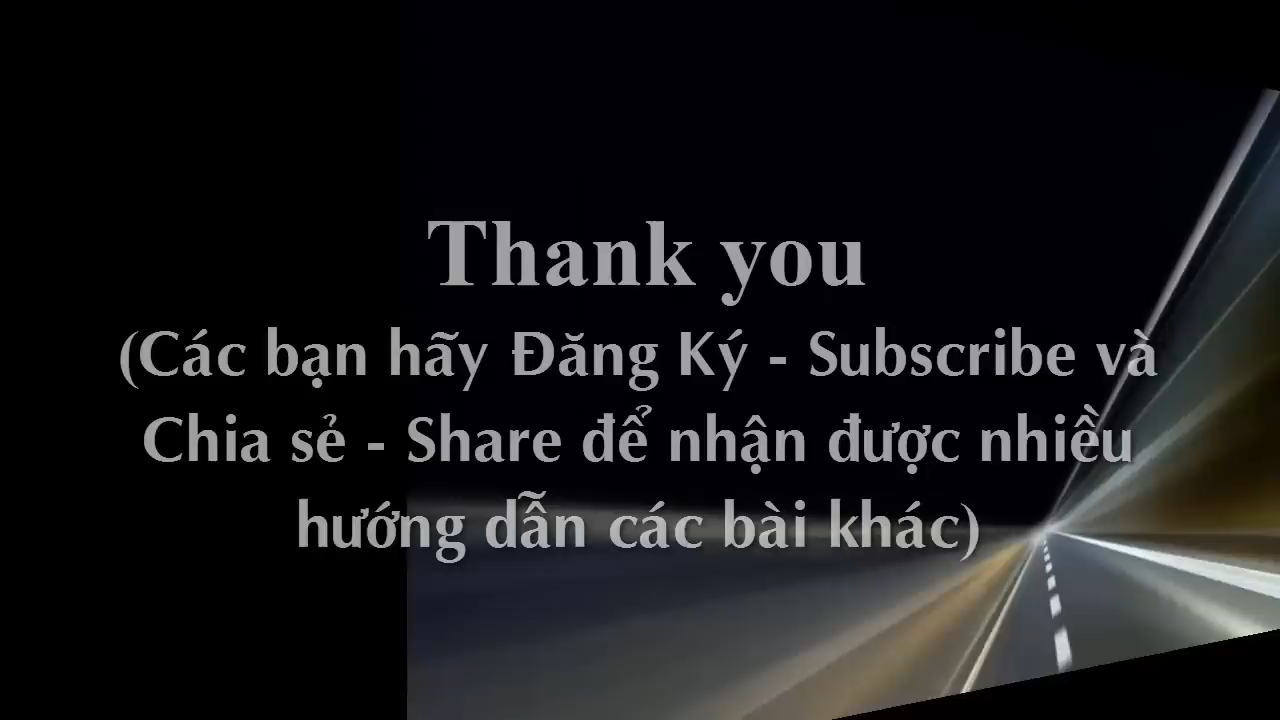 Thank you
(Các bạn hãy Đăng Ký - Subscribe và
Chia sẻ - Share để nhận được nhiều
hướng dẫn các bài khác)